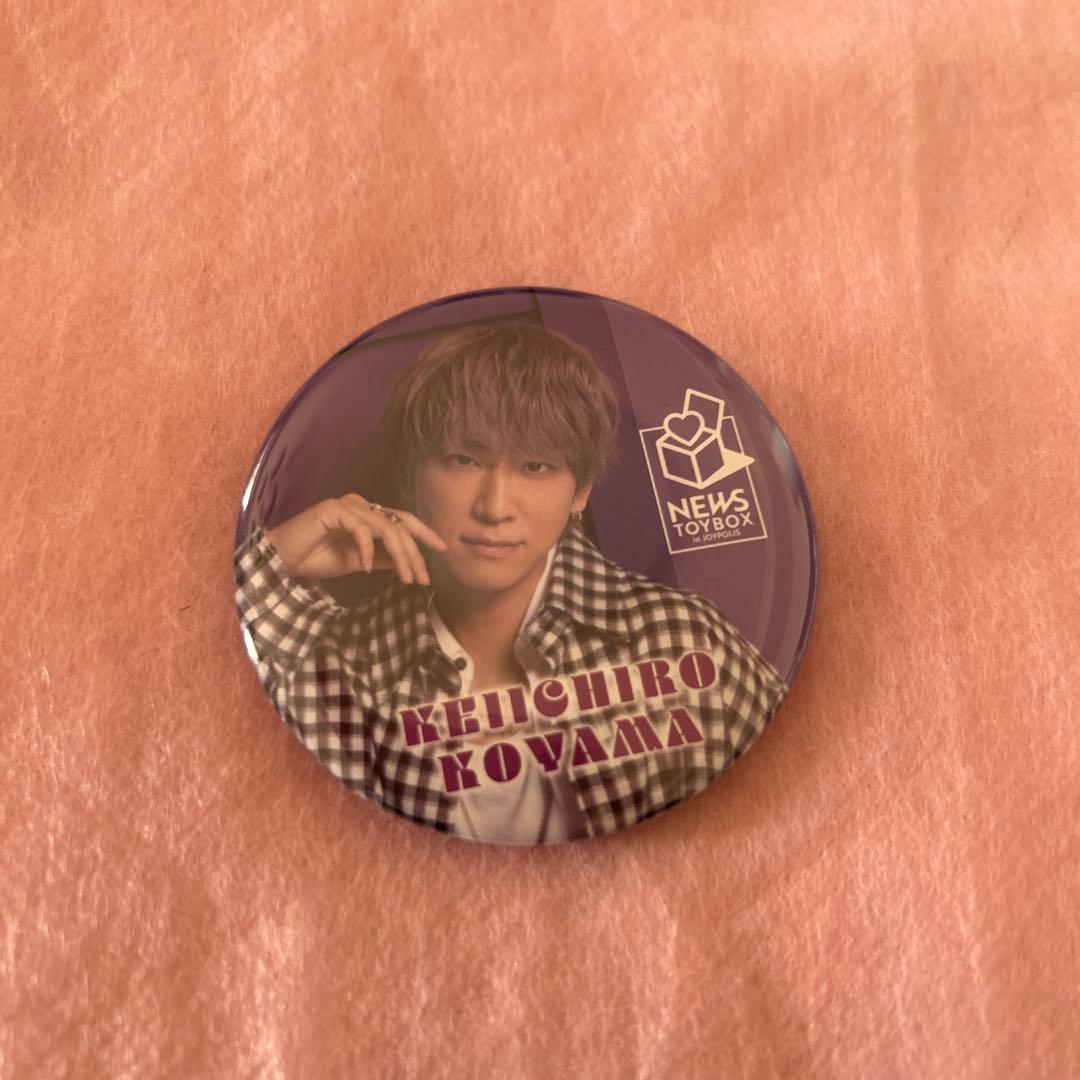 NEWS
TOYBOX
in JOYPOLIS
KEIICHIRO
KOYAMA